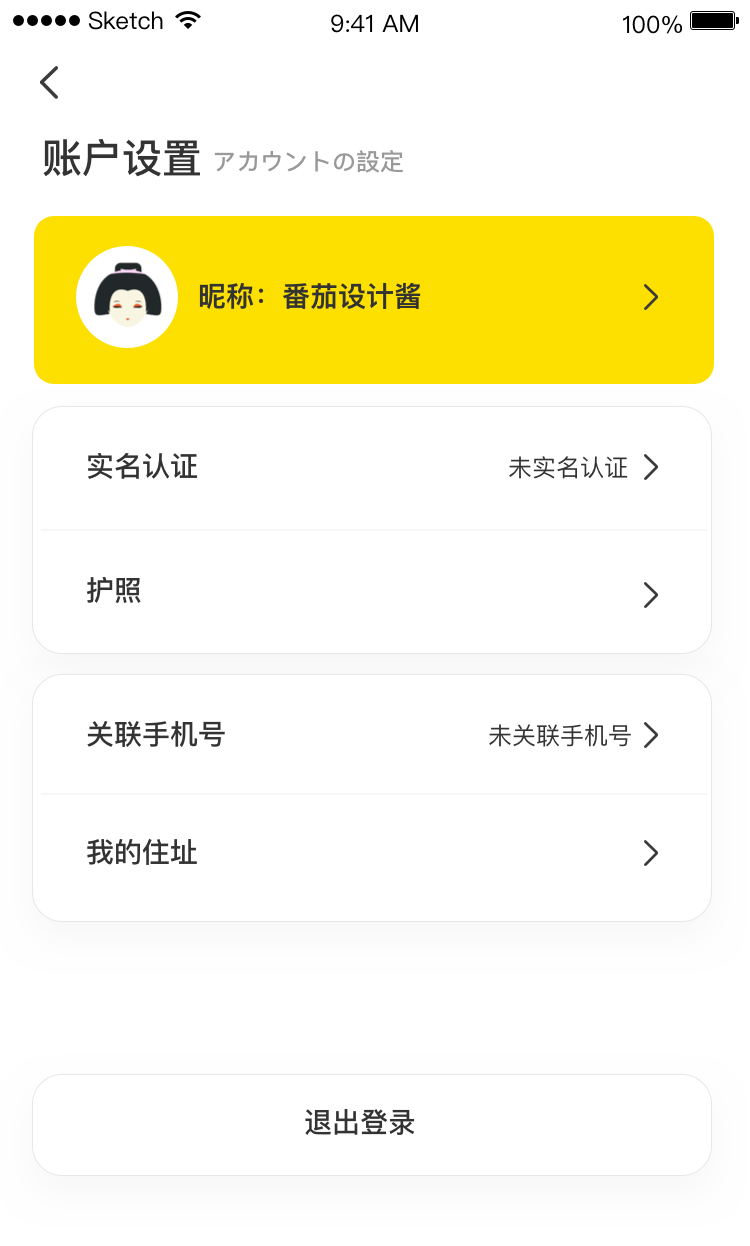 Sketch 9:41 AM 100%
账户设置 アカウントの設定
昵称：番茄设计酱
实名认证 未实名认证
护照
关联手机号 未关联手机号
我的住址
退出登录